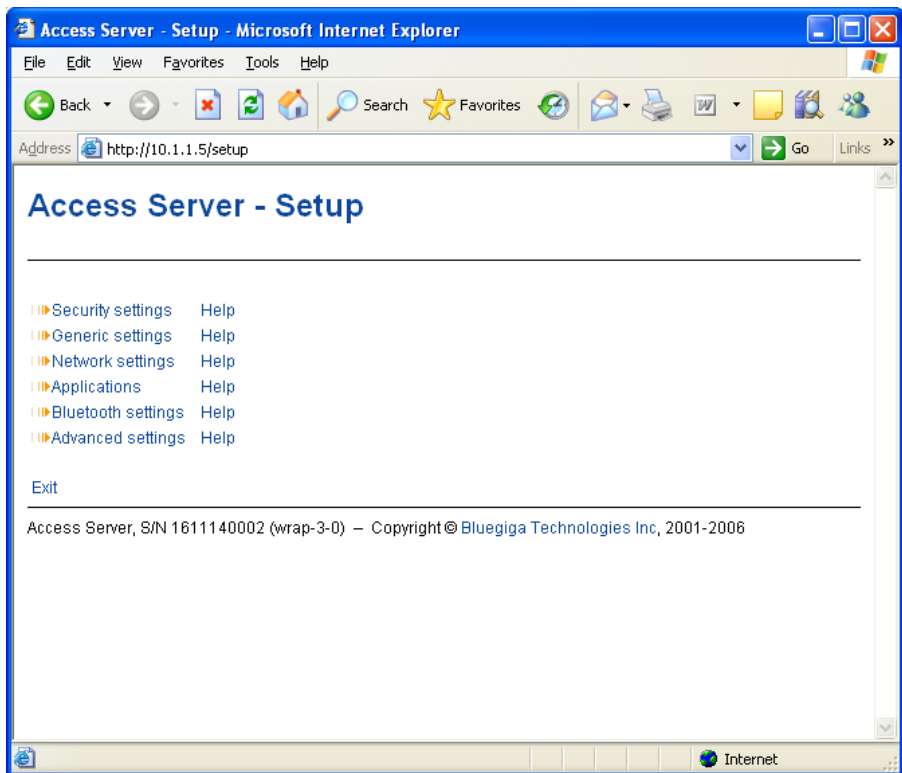 Access Server - Setup - Microsoft Internet Explorer
File Edit View Favorites Tools Help
Back Search Favorites W
Address http://10.1.1.5/setup Go Links »
Access Server - Setup
Security settings Help
Generic settings Help
Network settings Help
Applications Help
Bluetooth settings Help
Advanced settings Help
Exit
Access Server, S/N 1611140002 (wrap-3-0) – Copyright © Bluegiga Technologies Inc, 2001-2006
Internet